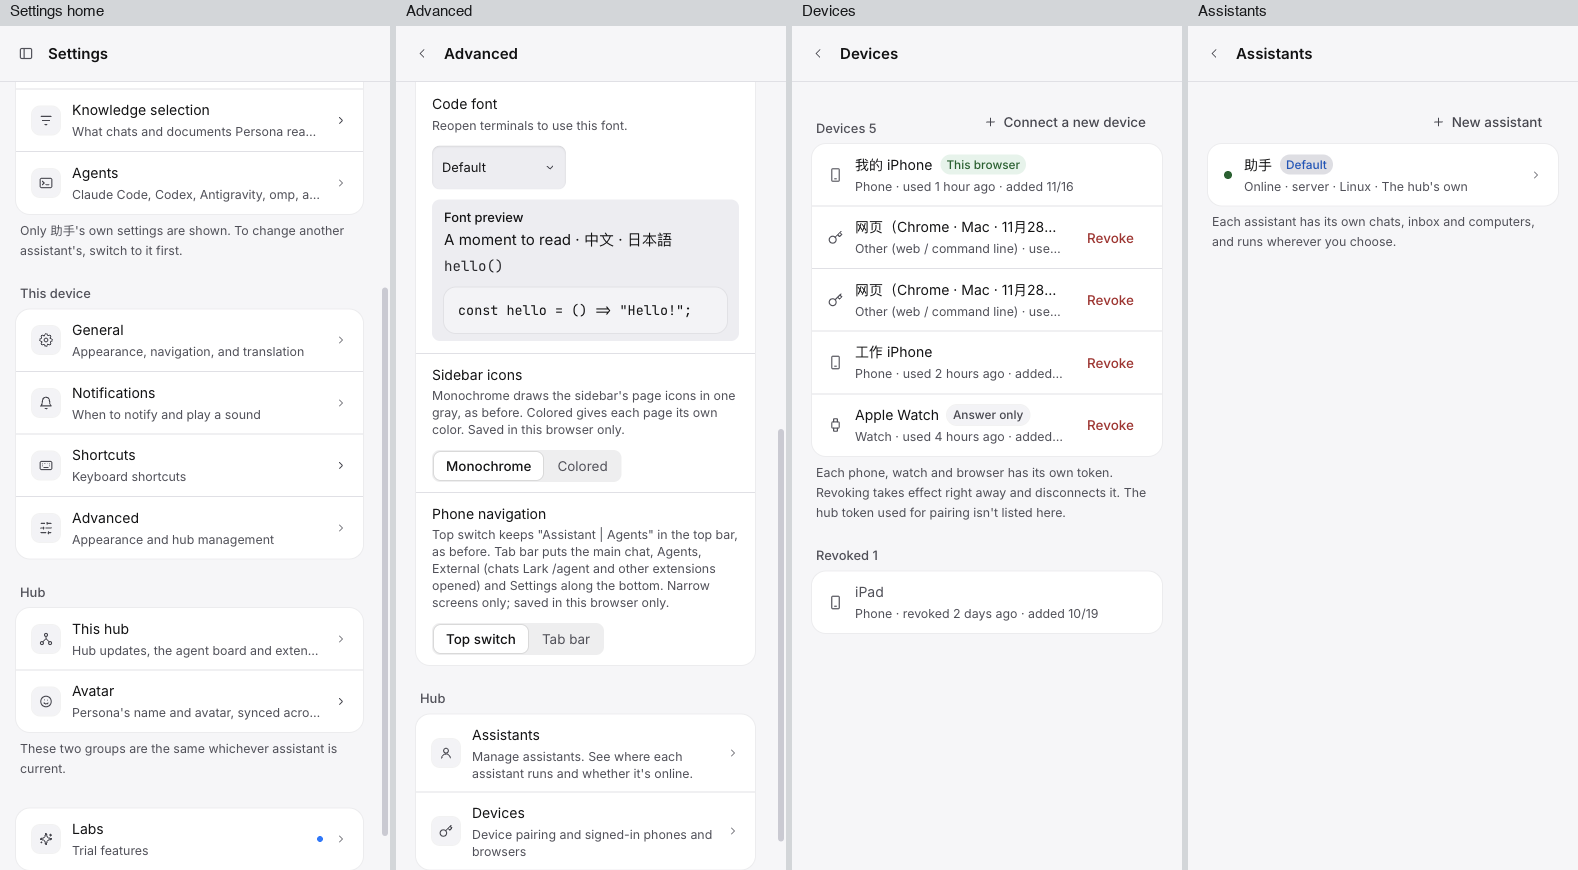 Settings home
Settings
Knowledge selection
What chats and documents Persona rea...
Agents
Claude Code, Codex, Antigravity, omp, a...
Only 助手's own settings are shown. To change another
assistant's, switch to it first.
This device
General
Appearance, navigation, and translation
Notifications
When to notify and play a sound
Shortcuts
Keyboard shortcuts
Advanced
Appearance and hub management
Hub
This hub
Hub updates, the agent board and exten...
Avatar
Persona's name and avatar, synced acro...
These two groups are the same whichever assistant is
current.
Labs
Trial features
Advanced
Advanced
Code font
Reopen terminals to use this font.
Default
Font preview
A moment to read · 中文 · 日本語
hello()
const hello = () => "Hello!";
Sidebar icons
Monochrome draws the sidebar's page icons in one
gray, as before. Colored gives each page its own
color. Saved in this browser only.
Monochrome Colored
Phone navigation
Top switch keeps "Assistant | Agents" in the top bar,
as before. Tab bar puts the main chat, Agents,
External (chats Lark /agent and other extensions
opened) and Settings along the bottom. Narrow
screens only; saved in this browser only.
Top switch Tab bar
Hub
Assistants
Manage assistants. See where each
assistant runs and whether it's online.
Devices
Device pairing and signed-in phones and
browsers
Devices
Devices
Devices 5
+ Connect a new device
我的 iPhone This browser
Phone · used 1 hour ago · added 11/16
网页（Chrome · Mac · 11月28...
Other (web / command line) · use...
Revoke
网页（Chrome · Mac · 11月28...
Other (web / command line) · use...
Revoke
工作 iPhone
Phone · used 2 hours ago · added...
Revoke
Apple Watch Answer only
Watch · used 4 hours ago · added...
Revoke
Each phone, watch and browser has its own token.
Revoking takes effect right away and disconnects it. The
hub token used for pairing isn't listed here.
Revoked 1
iPad
Phone · revoked 2 days ago · added 10/19
Assistants
Assistants
+ New assistant
助手 Default
Online · server · Linux · The hub's own
Each assistant has its own chats, inbox and computers,
and runs wherever you choose.